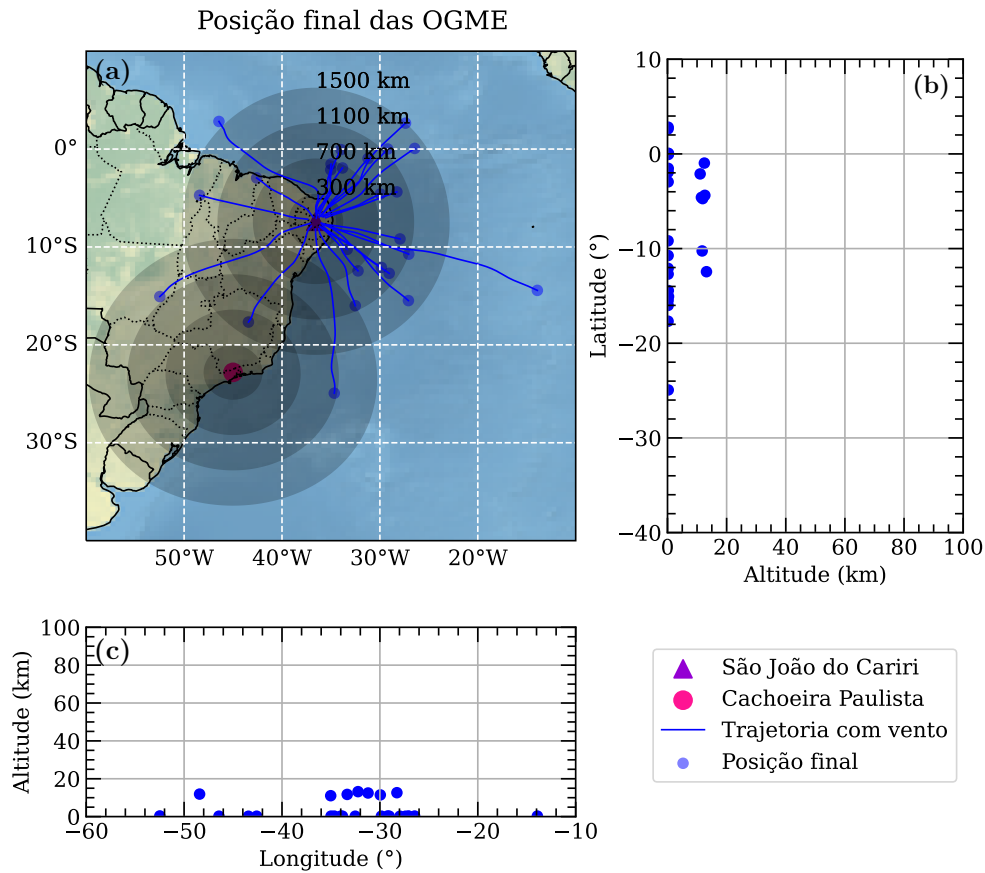 Posição final das OGME
(a)
1500 km
1100 km
700 km
300 km
0°
10°S
20°S
30°S
50°W
40°W
30°W
20°W
(b)
10
0
−10
−20
−30
−40
Latitude (°)
0
20
40
60
80
100
Altitude (km)
(c)
100
80
60
40
20
0
Altitude (km)
−60
−50
−40
−30
−20
−10
Longitude (°)
São João do Cariri
Cachoeira Paulista
Trajetoria com vento
Posição final